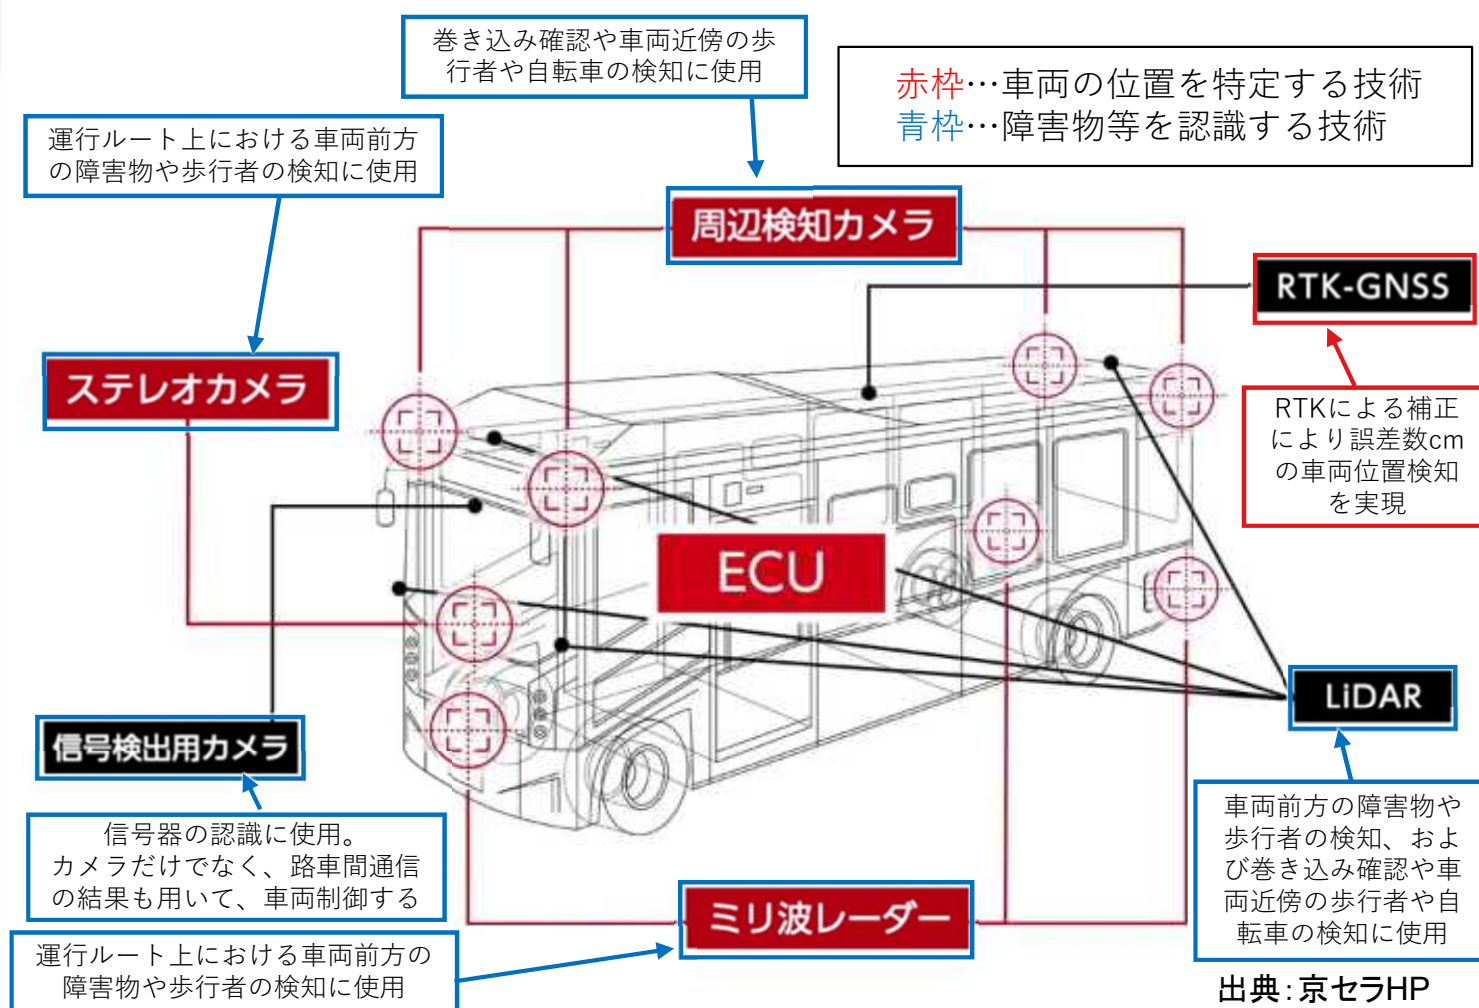 巻き込み確認や車両近傍の歩
行者や自転車の検知に使用
赤枠…車両の位置を特定する技術
青枠…障害物等を認識する技術
運行ルート上における車両前方
の障害物や歩行者の検知に使用
周辺検知カメラ
RTK-GNSS
ステレオカメラ
RTKによる補正
により誤差数cm
の車両位置検知
を実現
ECU
LiDAR
信号検出用カメラ
信号器の認識に使用。
カメラだけでなく、路車間通信
の結果も用いて、車両制御する
車両前方の障害物や
歩行者の検知、およ
び巻き込み確認や車
両近傍の歩行者や自
転車の検知に使用
ミリ波レーダー
運行ルート上における車両前方の
障害物や歩行者の検知に使用
出典：京セラHP